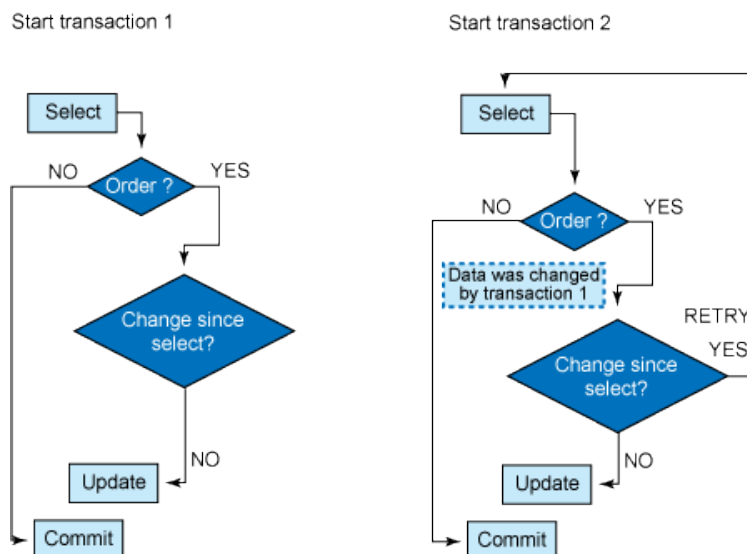 Start transaction 1
Select
NO
YES
Order ?
Change since
select?
NO
Update
Commit
Start transaction 2
Select
NO
YES
Order ?
Data was changed
by transaction 1
RETRY
YES
Change since
select?
NO
Update
Commit